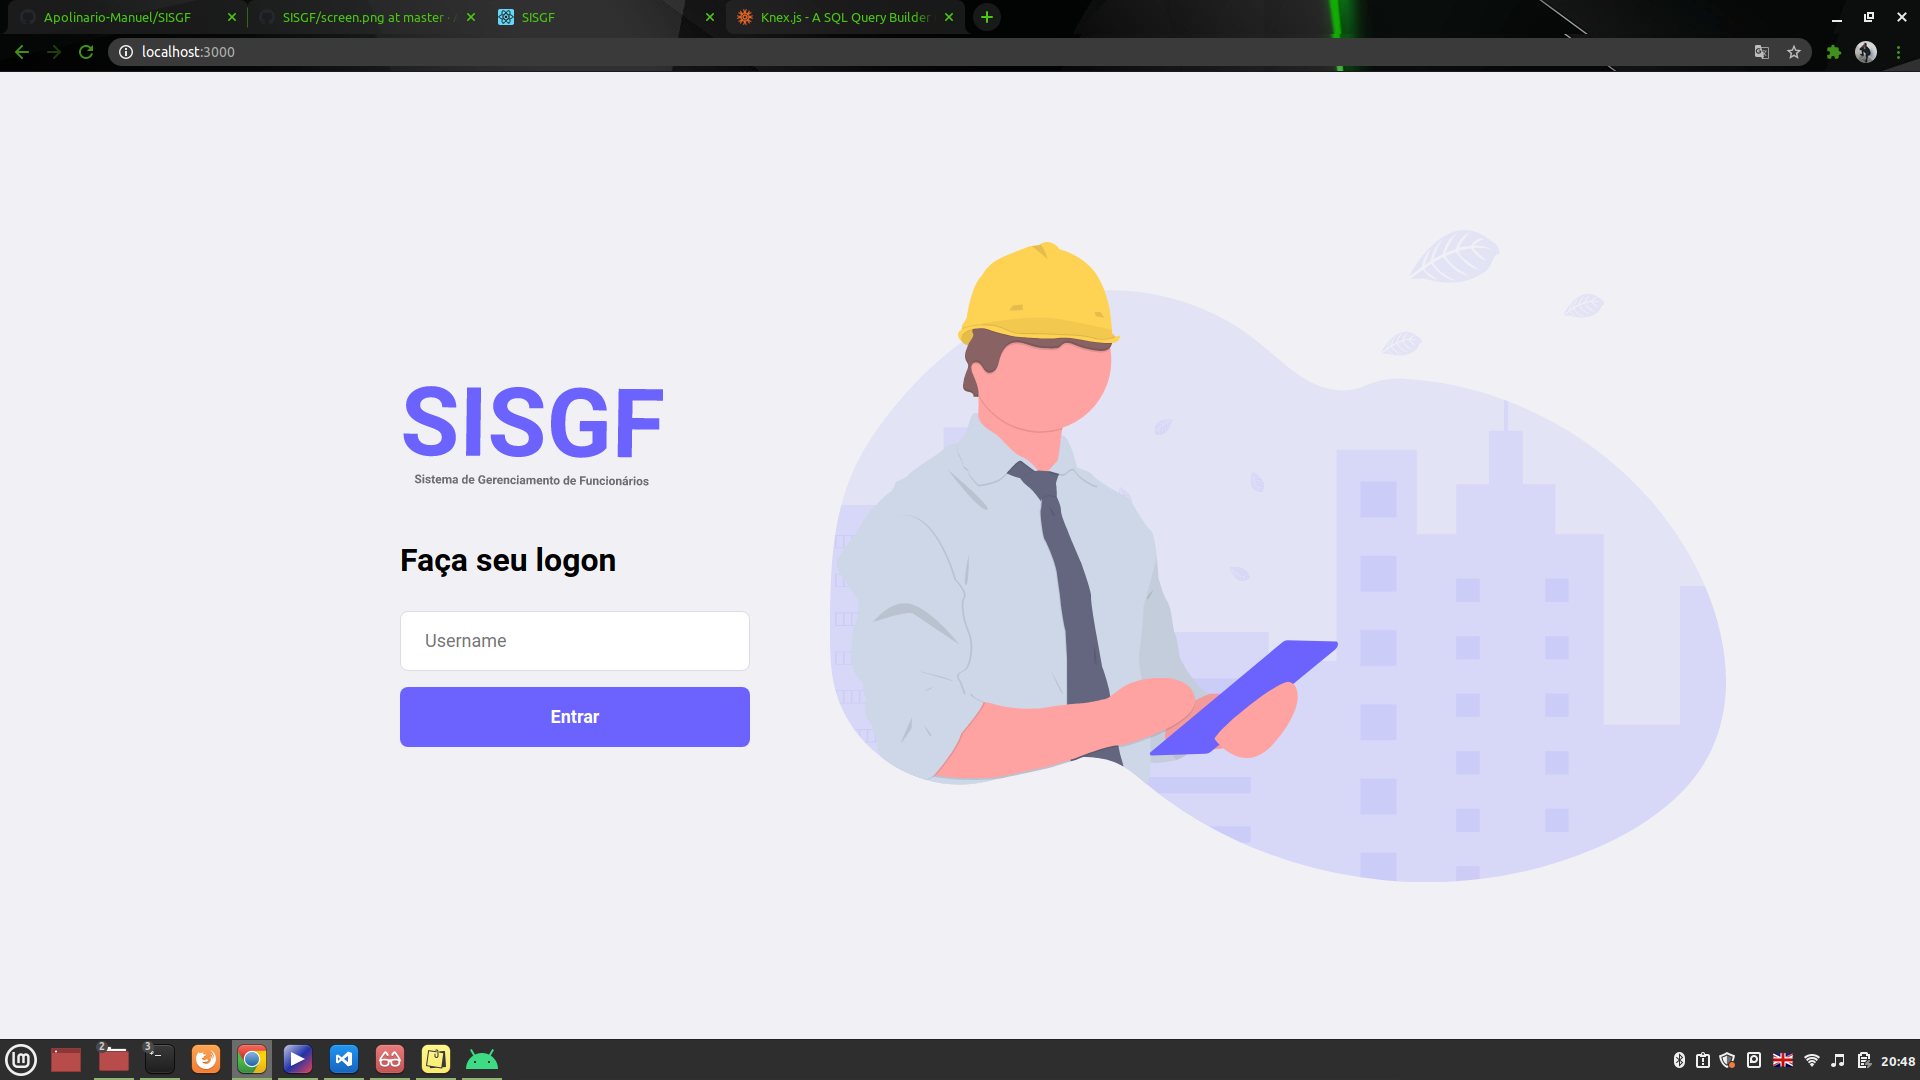 Apolinario-Manuel/SISGF
SISGF/screen.png at master ·
SISGF
Knex.js - A SQL Query Builder
localhost:3000
SISGF
Sistema de Gerenciamento de Funcionários
Faça seu logon
Username
Entrar
2
3
20:48